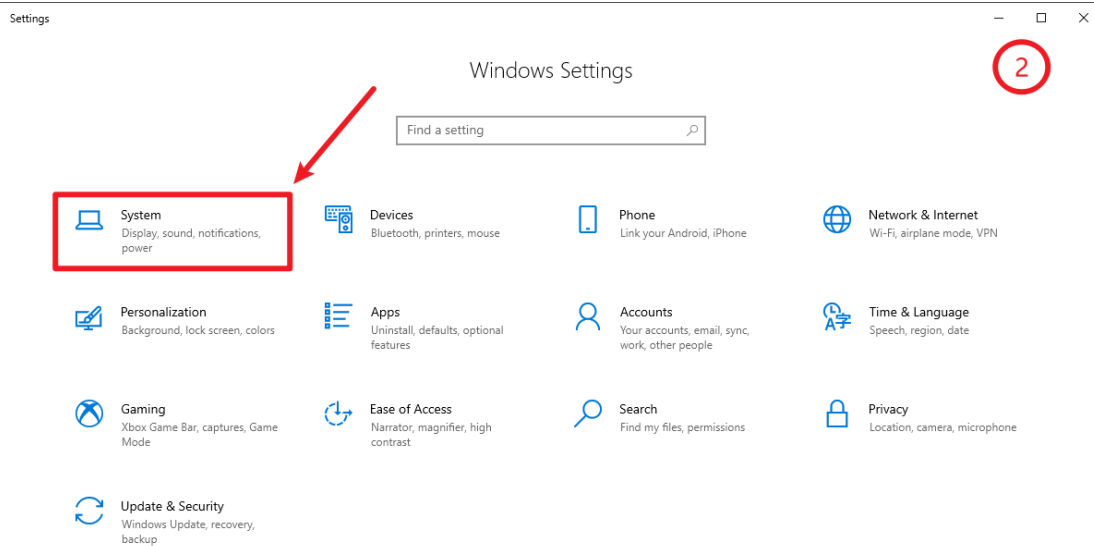 Settings
2
Windows Settings
Find a setting
System
Display, sound, notifications,
power
Devices
Bluetooth, printers, mouse
Phone
Link your Android, iPhone
Network & Internet
Wi-Fi, airplane mode, VPN
Personalization
Background, lock screen, colors
Apps
Uninstall, defaults, optional
features
Accounts
Your accounts, email, sync,
work, other people
Time & Language
Speech, region, date
Gaming
Xbox Game Bar, captures, Game
Mode
Ease of Access
Narrator, magnifier, high
contrast
Search
Find my files, permissions
Privacy
Location, camera, microphone
Update & Security
Windows Update, recovery,
backup